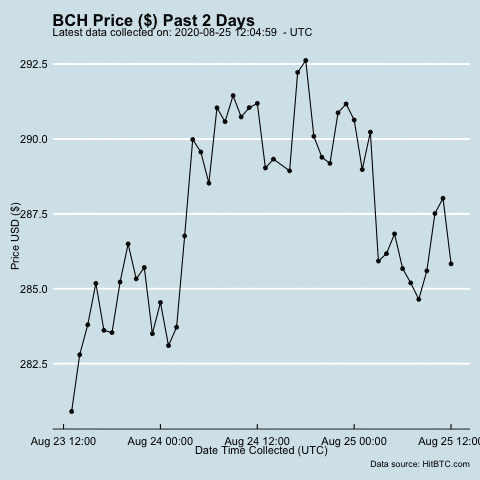 BCH Price ($) Past 2 Days
Latest data collected on: 2020-08-25 12:04:59 - UTC
292.5
290.0
287.5
285.0
282.5
Price USD ($)
Aug 23 12:00
Aug 24 00:00
Aug 24 12:00
Aug 25 00:00
Aug 25 12:00
Date Time Collected (UTC)
Data source: HitBTC.com